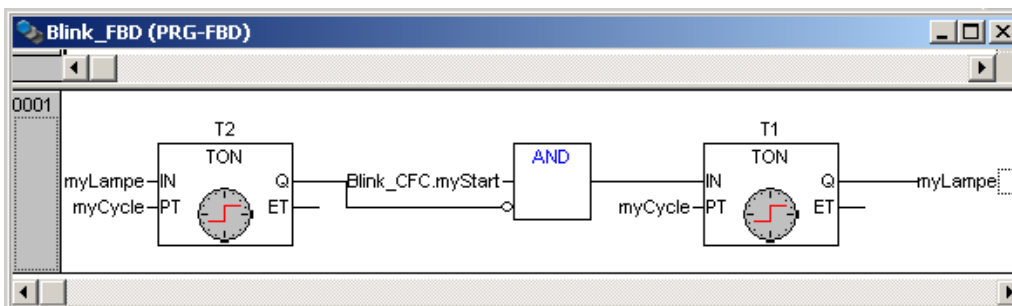 Blink_FBD (PRG-FBD)
0001
T2 T1
TON AND TON
myLampe IN Q Blink_CFC.myStart IN Q myLampe
myCycle PT ET myCycle PT ET